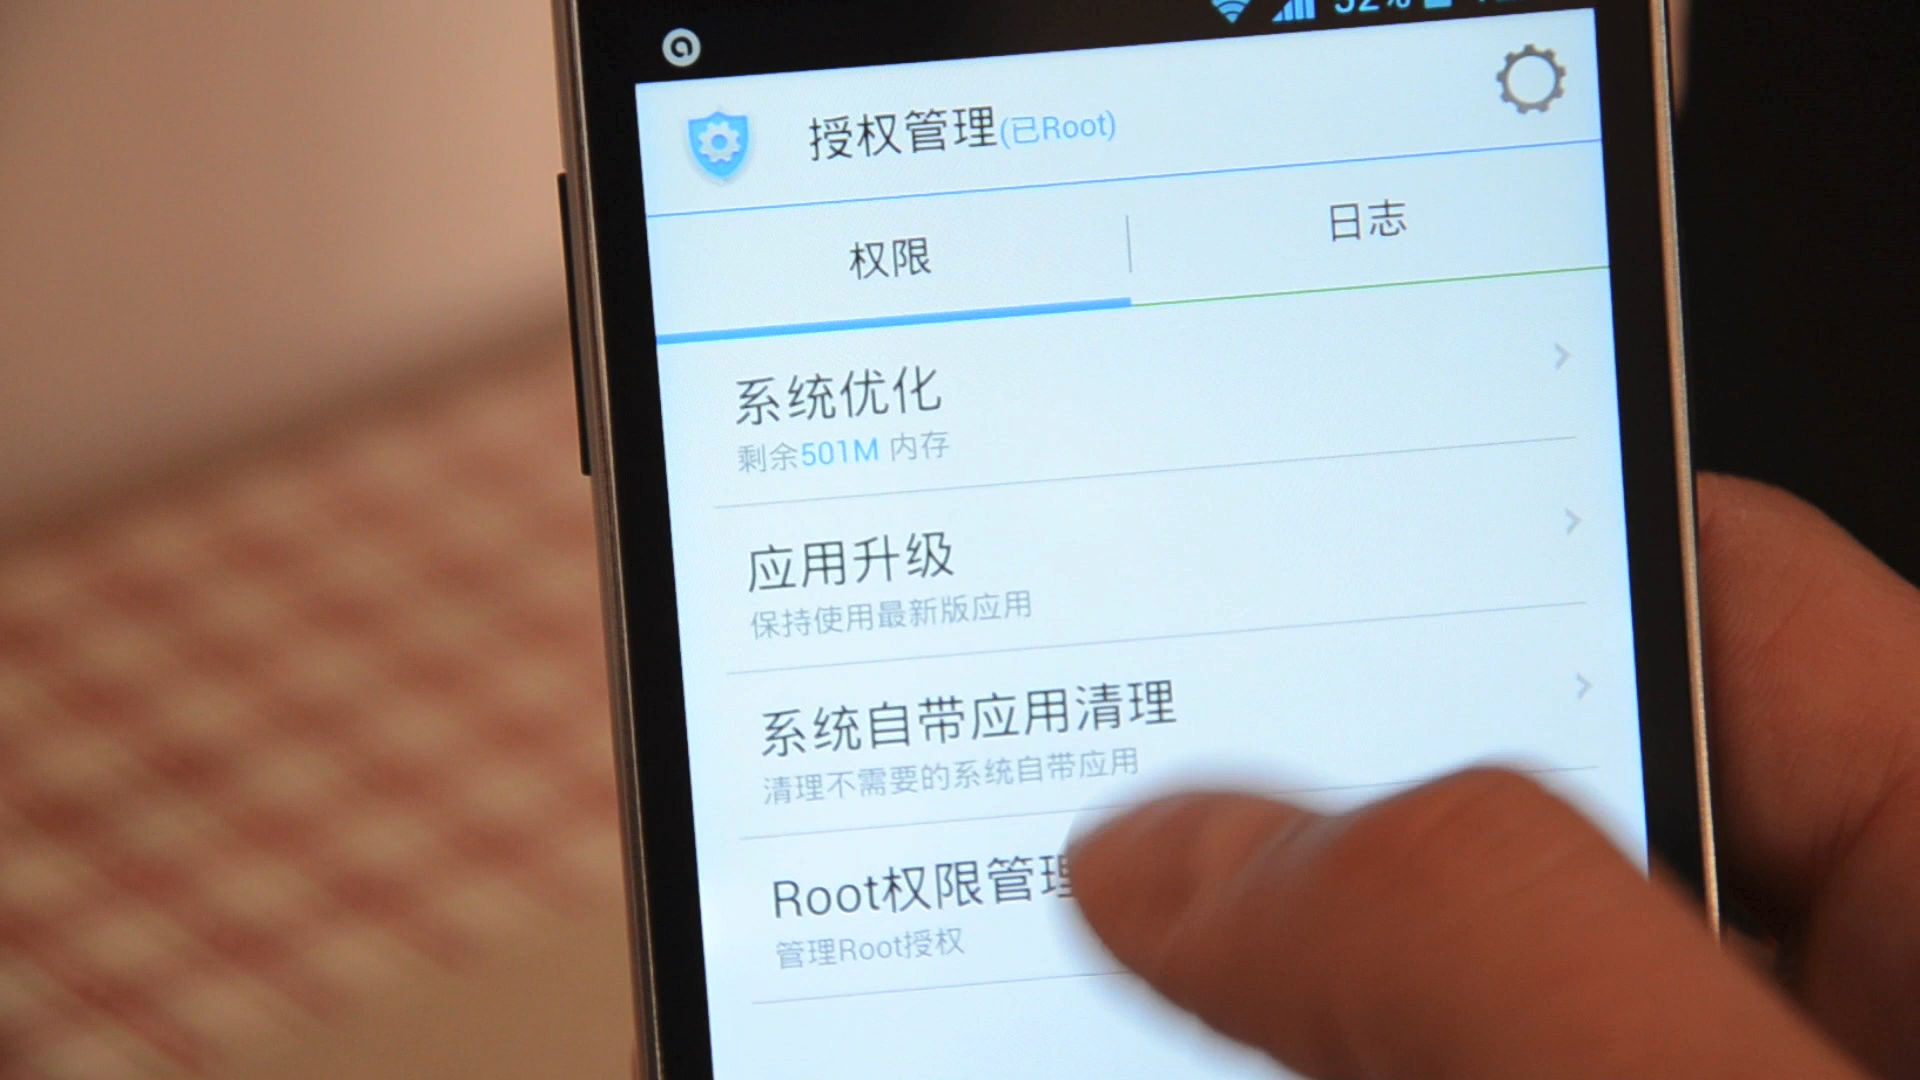 52%
授权管理(已Root)
权限
日志
系统优化
剩余501M 内存
应用升级
保持使用最新版应用
系统自带应用清理
清理不需要的系统自带应用
Root权限管理
管理Root授权